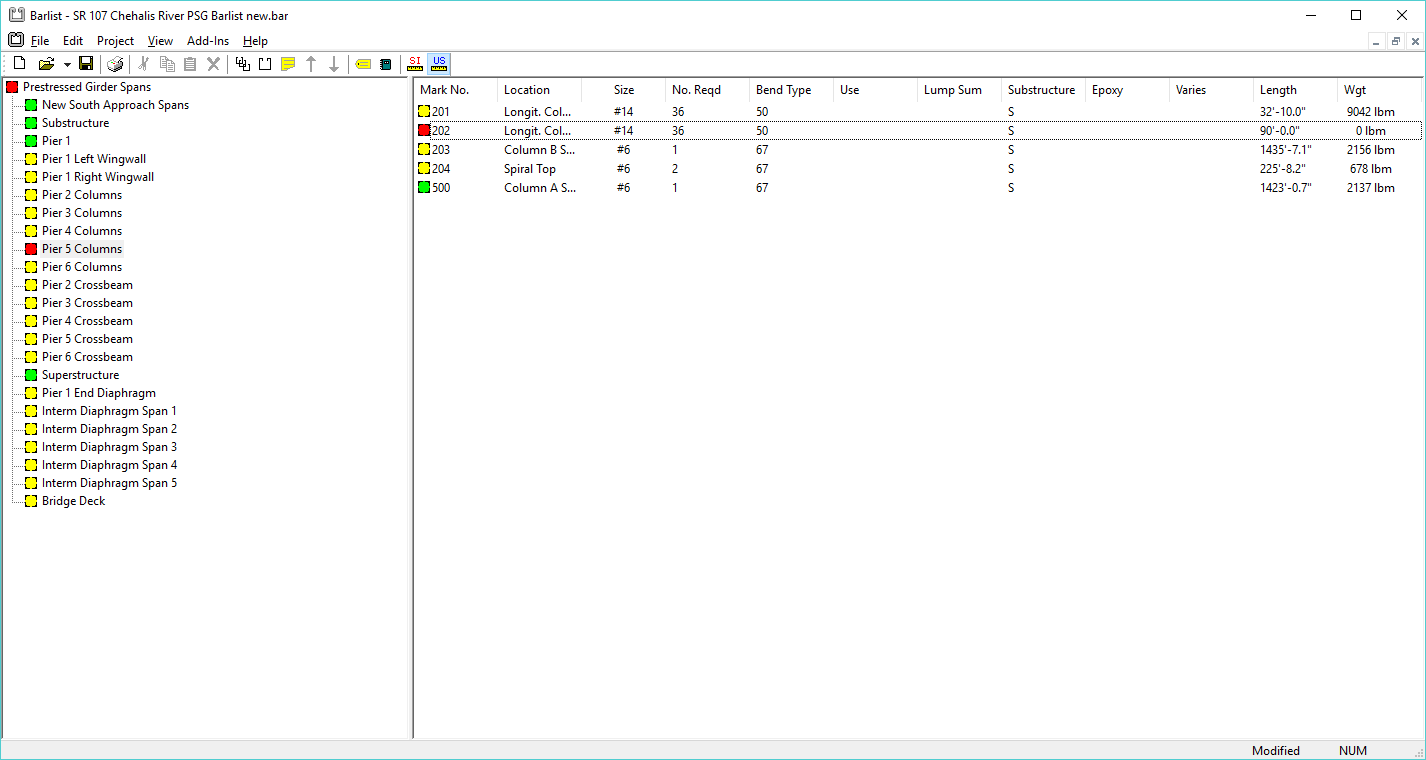 Barlist - SR 107 Chehalis River PSG Barlist new.bar
File Edit Project View Add-Ins Help
SI US
Prestressed Girder Spans
New South Approach Spans
Substructure
Pier 1
Pier 1 Left Wingwall
Pier 1 Right Wingwall
Pier 2 Columns
Pier 3 Columns
Pier 4 Columns
Pier 5 Columns
Pier 6 Columns
Pier 2 Crossbeam
Pier 3 Crossbeam
Pier 4 Crossbeam
Pier 5 Crossbeam
Pier 6 Crossbeam
Superstructure
Pier 1 End Diaphragm
Interm Diaphragm Span 1
Interm Diaphragm Span 2
Interm Diaphragm Span 3
Interm Diaphragm Span 4
Interm Diaphragm Span 5
Bridge Deck
Mark No. Location Size No. Reqd Bend Type Use Lump Sum Substructure Epoxy Varies Length Wgt
201 Longit. Col... #14 36 50 S 32'-10.0" 9042 lbm
202 Longit. Col... #14 36 50 S 90'-0.0" 0 lbm
203 Column B S... #6 1 67 S 1435'-7.1" 2156 lbm
204 Spiral Top #6 2 67 S 225'-8.2" 678 lbm
500 Column A S... #6 1 67 S 1423'-0.7" 2137 lbm
Modified NUM